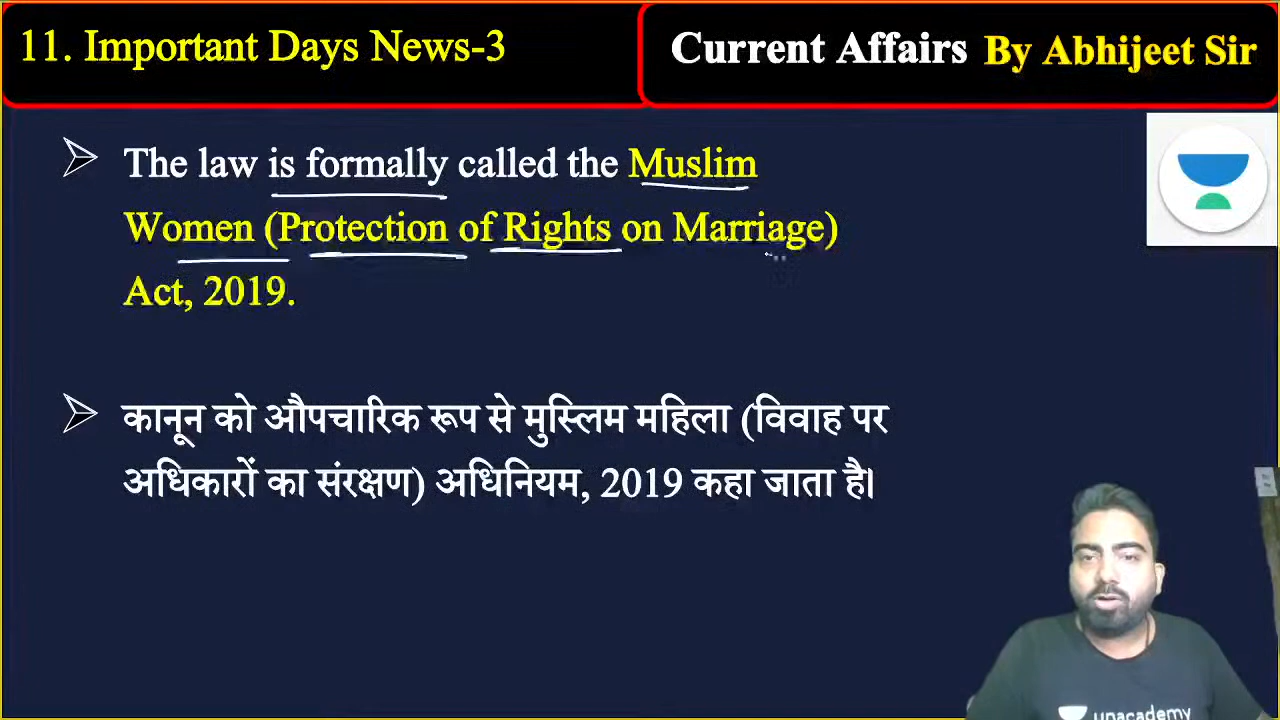 11. Important Days News-3
Current Affairs By Abhijeet Sir
The law is formally called the Muslim
Women (Protection of Rights on Marriage)
Act, 2019.
कानून को औपचारिक रूप से मुस्लिम महिला (विवाह पर
अधिकारों का संरक्षण) अधिनियम, 2019 कहा जाता है।
unacademy